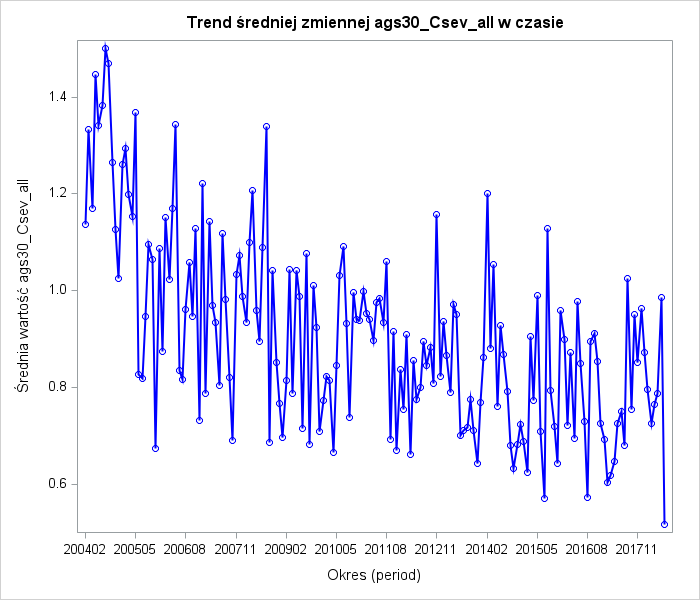 Trend średniej zmiennej ags30_Csev_all w czasie
Średnia wartość ags30_Csev_all
1.4
1.2
1.0
0.8
0.6
200402 200505 200608 200711 200902 201005 201108 201211 201402 201505 201608 201711
Okres (period)